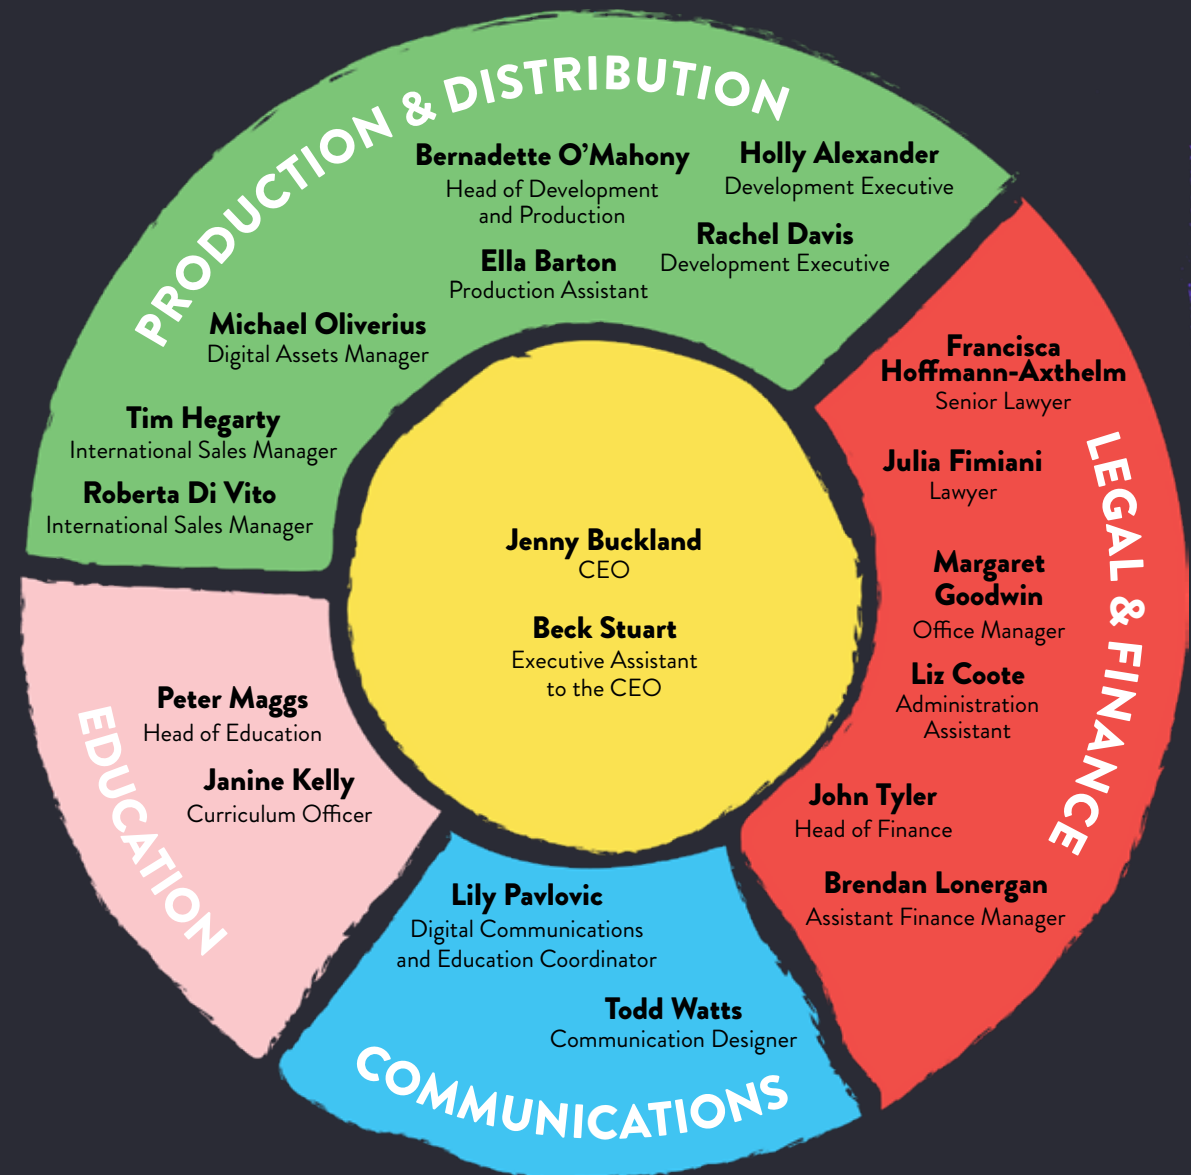 PRODUCTION & DISTRIBUTION
Bernadette O’Mahony
Head of Development
and Production
Holly Alexander
Development Executive
Rachel Davis
Development Executive
Ella Barton
Production Assistant
Michael Oliverius
Digital Assets Manager
Tim Hegarty
International Sales Manager
Roberta Di Vito
International Sales Manager
LEGAL & FINANCE
Francisca
Hoffmann-Axthelm
Senior Lawyer
Julia Fimiani
Lawyer
Margaret
Goodwin
Office Manager
Liz Coote
Administration
Assistant
John Tyler
Head of Finance
Brendan Lonergan
Assistant Finance Manager
Jenny Buckland
CEO
Beck Stuart
Executive Assistant
to the CEO
EDUCATION
Peter Maggs
Head of Education
Janine Kelly
Curriculum Officer
Lily Pavlovic
Digital Communications
and Education Coordinator
Todd Watts
Communication Designer
COMMUNICATIONS